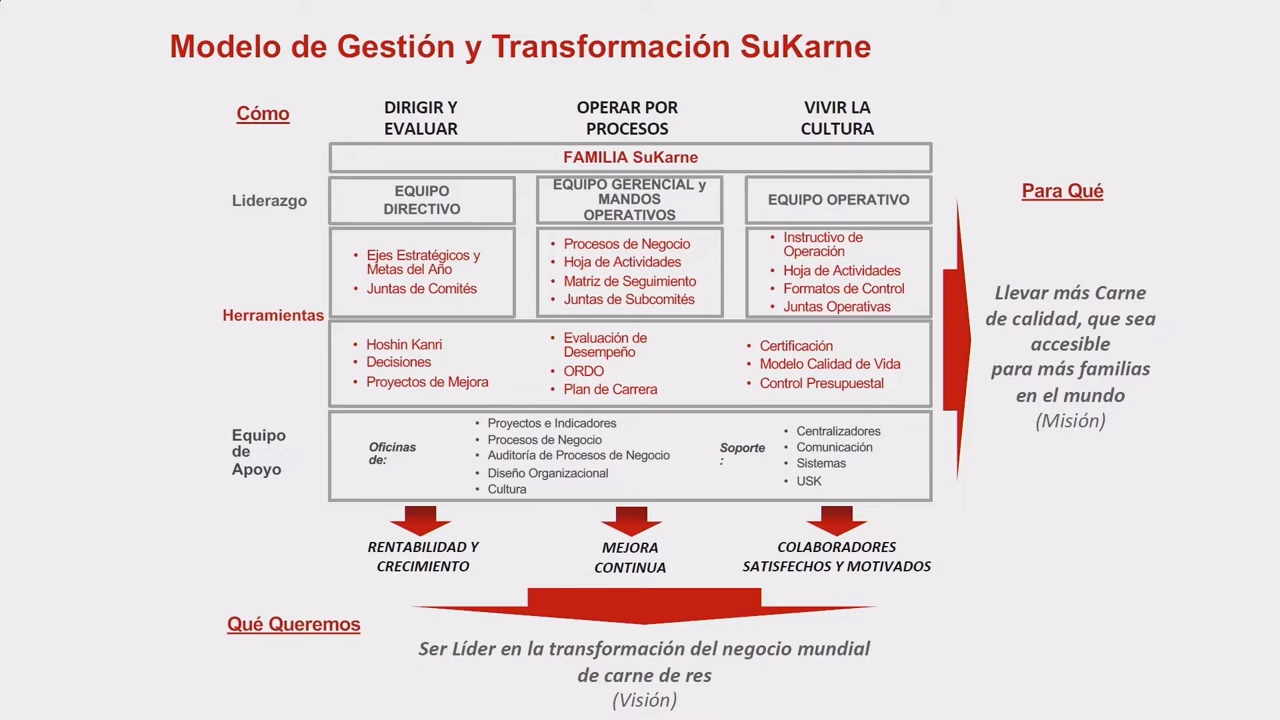 Modelo de Gestión y Transformación SuKarne
Cómo
DIRIGIR Y
EVALUAR
OPERAR POR
PROCESOS
VIVIR LA
CULTURA
FAMILIA SuKarne
Liderazgo
EQUIPO
DIRECTIVO
EQUIPO GERENCIAL y
MANDOS
OPERATIVOS
EQUIPO OPERATIVO
Herramientas
• Ejes Estratégicos y
Metas del Año
• Juntas de Comités
• Procesos de Negocio
• Hoja de Actividades
• Matriz de Seguimiento
• Juntas de Subcomités
• Instructivo de
Operación
• Hoja de Actividades
• Formatos de Control
• Juntas Operativas
• Hoshin Kanri
• Decisiones
• Proyectos de Mejora
• Evaluación de
Desempeño
• ORDO
• Plan de Carrera
• Certificación
• Modelo Calidad de Vida
• Control Presupuestal
Equipo
de
Apoyo
Oficinas
de:
• Proyectos e Indicadores
• Procesos de Negocio
• Auditoría de Procesos de Negocio
• Diseño Organizacional
• Cultura
Soporte
:
• Centralizadores
• Comunicación
• Sistemas
• USK
RENTABILIDAD Y
CRECIMIENTO
MEJORA
CONTINUA
COLABORADORES
SATISFECHOS Y MOTIVADOS
Para Qué
Llevar más Carne
de calidad, que sea
accesible
para más familias
en el mundo
(Misión)
Qué Queremos
Ser Líder en la transformación del negocio mundial
de carne de res
(Visión)